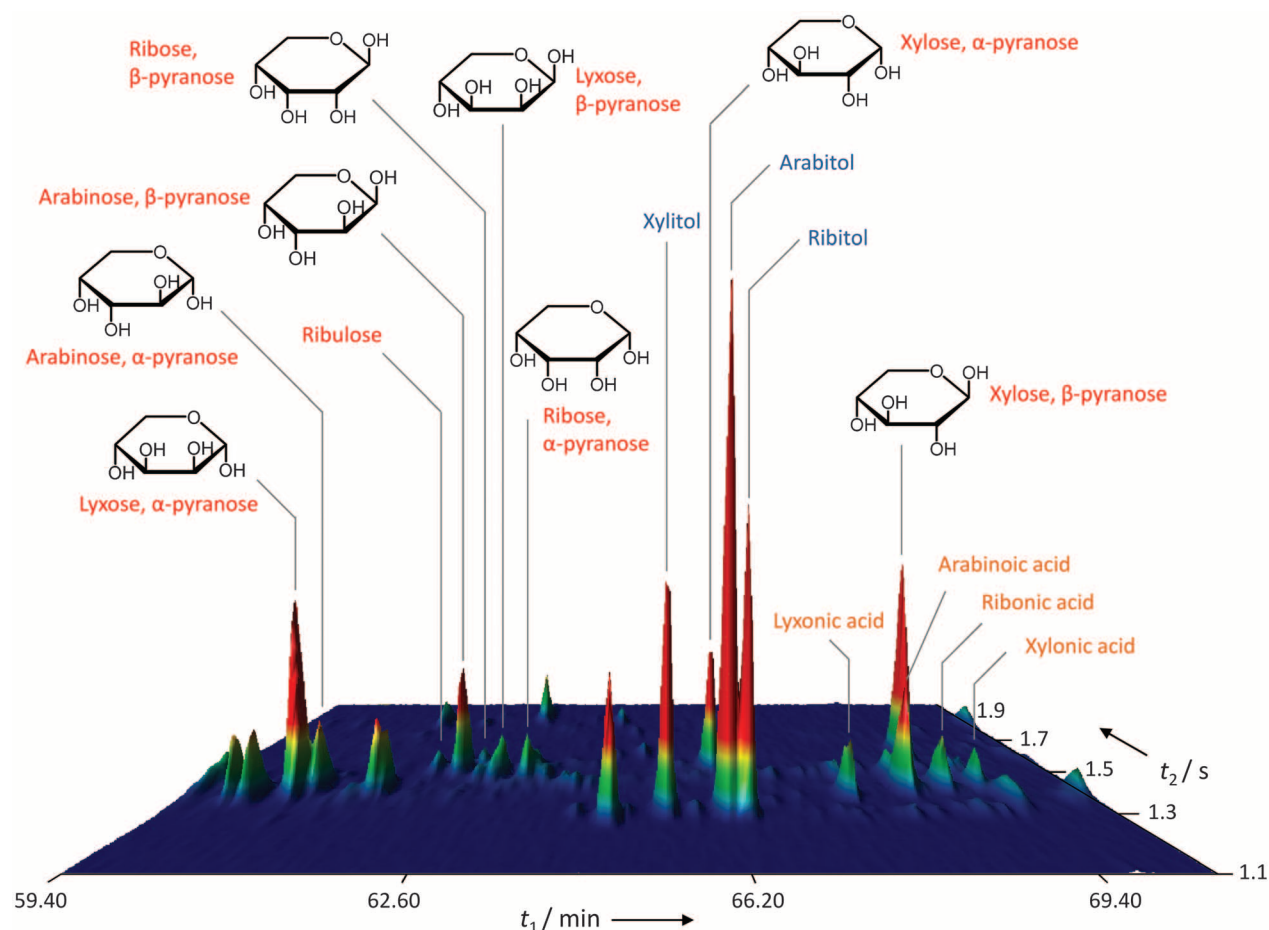 Ribose,
β-pyranose
OH
O
OH
OH
OH
Lyxose,
β-pyranose
OH
O
OH
OH
OH
Xylose, α-pyranose
O
OH
OH
OH
OH
Arabinose, β-pyranose
OH
O
OH
OH
OH
Arabitol
Xylitol
Ribitol
Arabinose, α-pyranose
O
OH
OH
OH
OH
Ribulose
O
OH
OH
OH
OH
Ribose,
α-pyranose
Xylose, β-pyranose
OH
O
OH
OH
OH
O
OH
OH
OH
OH
Lyxose, α-pyranose
Arabinoic acid
Ribonic acid
Lyxonic acid
Xylonic acid
1.9
1.7
1.5
1.3
1.1
t₂ / s
59.40
62.60
66.20
69.40
t₁ / min